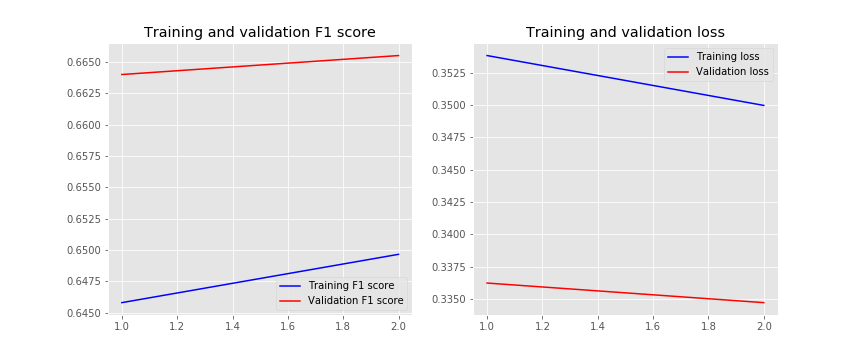 Training and validation F1 score
0.6650
0.6625
0.6600
0.6575
0.6550
0.6525
0.6500
0.6475
0.6450
Training F1 score
Validation F1 score
1.0 1.2 1.4 1.6 1.8 2.0
Training and validation loss
Training loss
Validation loss
0.3525
0.3500
0.3475
0.3450
0.3425
0.3400
0.3375
0.3350
1.0 1.2 1.4 1.6 1.8 2.0